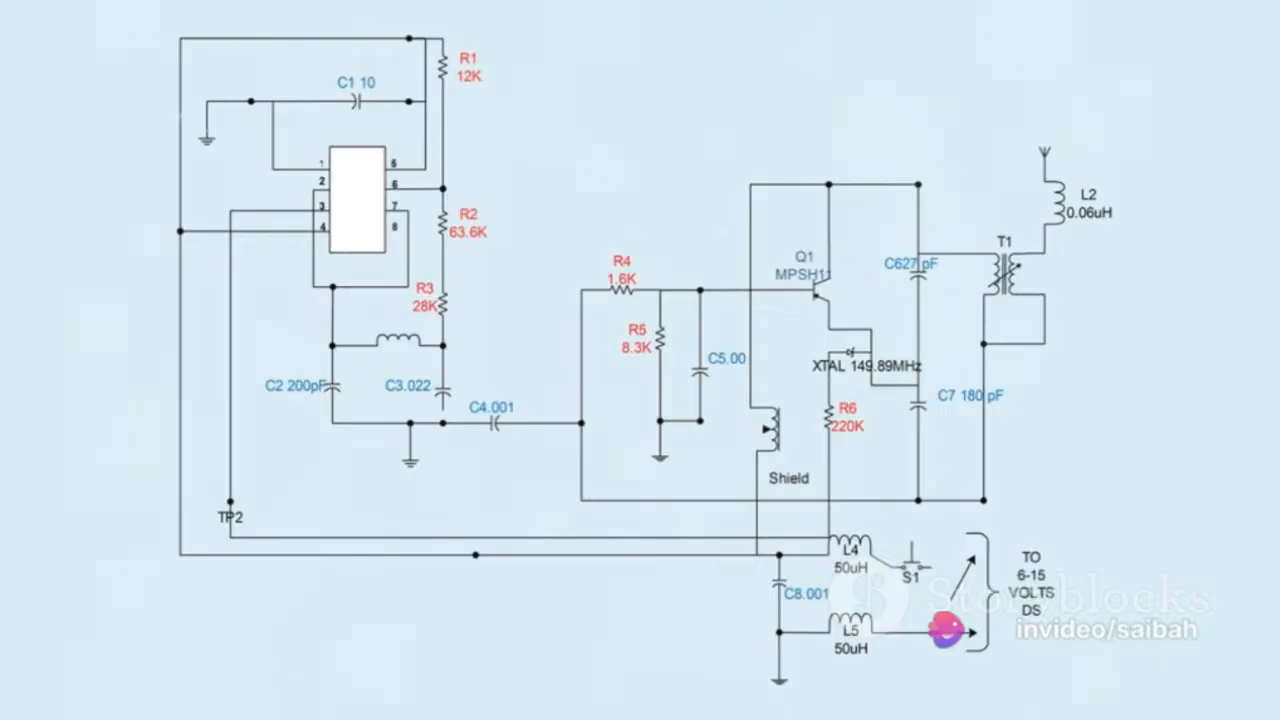 R1
12K
C1 10
1
5
2
6
3
7
4
8
R2
63.6K
R3
28K
C2 200pF
C3.022
C4.001
R4
1.6K
R5
8.3K
C5.00
Q1
MPSH11
C627 pF
T1
L2
0.06uH
XTAL 149.89MHz
R6
220K
C7 180 pF
Shield
TP2
L4
50uH
S1
C8.001
L5
50uH
TO
6-15
VOLTS
DS
Storyblocks
invideo/saibah